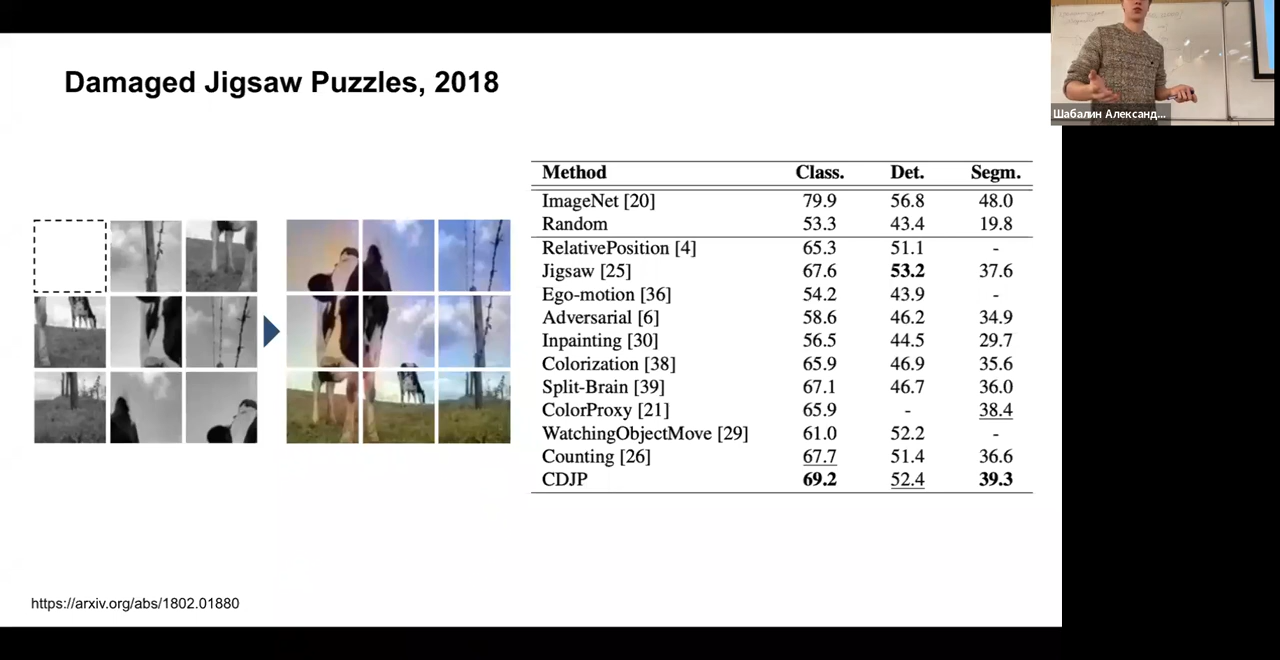 Damaged Jigsaw Puzzles, 2018
Шабалин Александ...
Method Class. Det. Segm.
ImageNet [20] 79.9 56.8 48.0
Random 53.3 43.4 19.8
RelativePosition [4] 65.3 51.1 -
Jigsaw [25] 67.6 53.2 37.6
Ego-motion [36] 54.2 43.9 -
Adversarial [6] 58.6 46.2 34.9
Inpainting [30] 56.5 44.5 29.7
Colorization [38] 65.9 46.9 35.6
Split-Brain [39] 67.1 46.7 36.0
ColorProxy [21] 65.9 - 38.4
WatchingObjectMove [29] 61.0 52.2 -
Counting [26] 67.7 51.4 36.6
CDJP 69.2 52.4 39.3
https://arxiv.org/abs/1802.01880